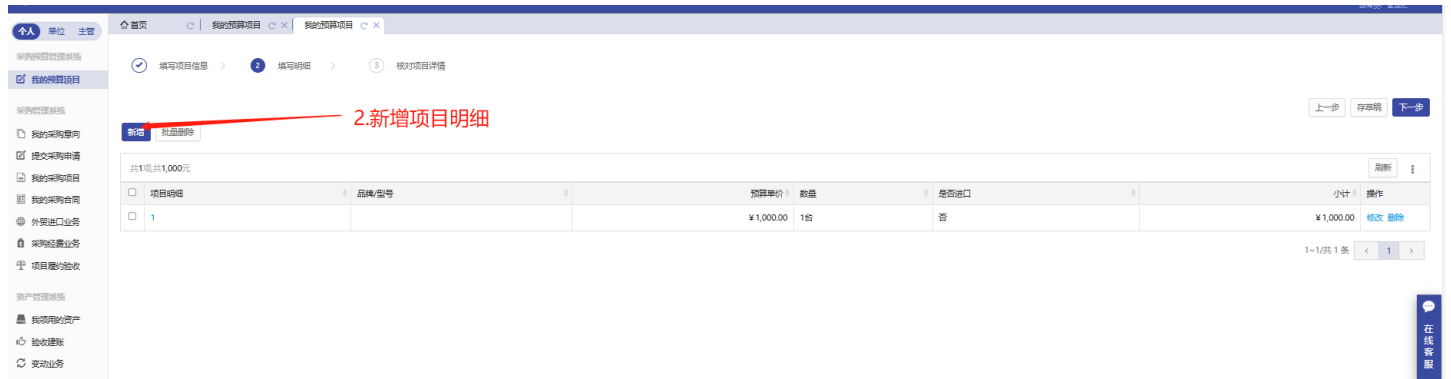 个人 单位 主管
首页 我的预算项目 我的预算项目
采购预算管理系统
我的预算项目
采购管理系统
我的采购意向
提交采购申请
我的采购项目
我的采购合同
外贸进口业务
采购经费业务
项目履约验收
资产管理系统
我领用的资产
验收建账
变动业务
填写项目信息 > 2 填写明细 > 3 核对项目详情
上一步 存草稿 下一步
2.新增项目明细
新增 批量删除
共1项,共1,000元 刷新
项目明细 品牌/型号 预算单价 数量 是否进口 小计 操作
1 ¥1,000.00 1台 否 ¥1,000.00 修改 删除
1~1/共 1 条 < 1 >
在线客服